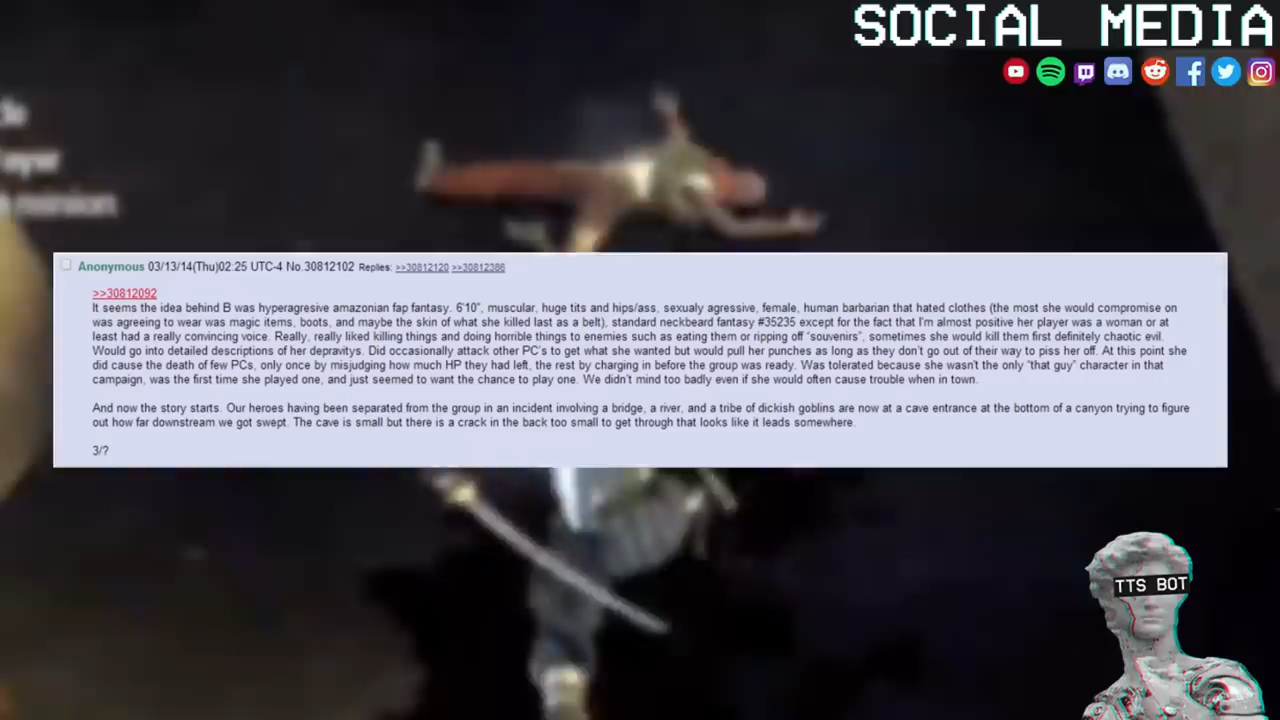 SOCIAL MEDIA
Anonymous 03/13/14(Thu)02:25 UTC-4 No.30812102 Replies: >>30812120 >>30812386
>>30812092
It seems the idea behind B was hyperagresive amazonian fap fantasy. 6'10", muscular, huge tits and hips/ass, sexualy agressive, female, human barbarian that hated clothes (the most she would compromise on
was agreeing to wear was magic items, boots, and maybe the skin of what she killed last as a belt), standard neckbeard fantasy #35235 except for the fact that I'm almost positive her player was a woman or at
least had a really convincing voice. Really, really liked killing things and doing horrible things to enemies such as eating them or ripping off "souvenirs", sometimes she would kill them first definitely chaotic evil.
Would go into detailed descriptions of her depravitys. Did occasionally attack other PC's to get what she wanted but would pull her punches as long as they don't go out of their way to piss her off. At this point she
did cause the death of few PCs, only once by misjudging how much HP they had left, the rest by charging in before the group was ready. Was tolerated because she wasn't the only "that guy" character in that
campaign, was the first time she played one, and just seemed to want the chance to play one. We didn't mind too badly even if she would often cause trouble when in town.
And now the story starts. Our heroes having been separated from the group in an incident involving a bridge, a river, and a tribe of dickish goblins are now at a cave entrance at the bottom of a canyon trying to figure
out how far downstream we got swept. The cave is small but there is a crack in the back too small to get through that looks like it leads somewhere.
3/?
TTS BOT